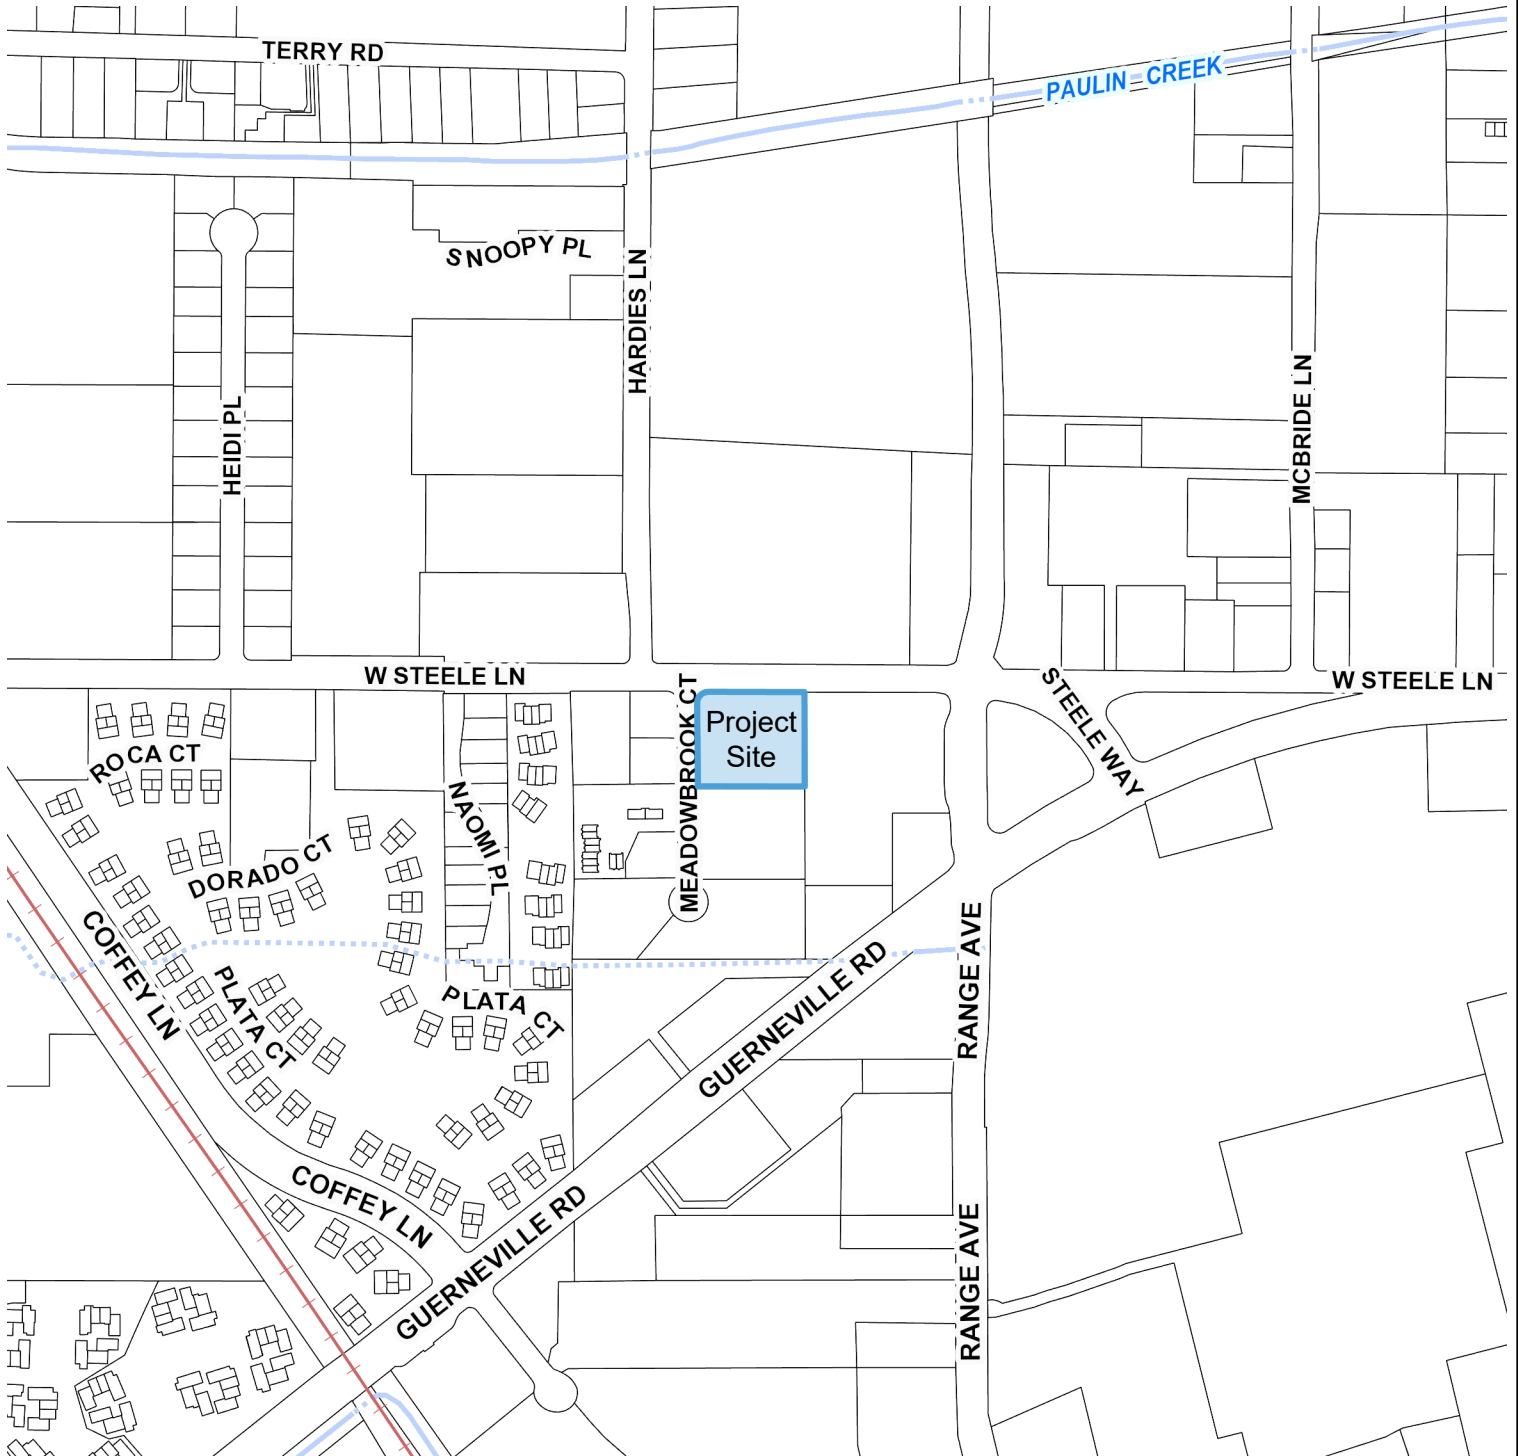 TERRY RD
PAULIN CREEK
SNOOPY PL
HARDIES LN
HEIDI PL
MCBRIDE LN
W STEELE LN
W STEELE LN
STEELE WAY
MEADOWBROOK CT
Project
Site
ROCA CT
NAOMI PL
DORADO CT
COFFEY LN
PLATA CT
PLATA CT
GUERNEVILLE RD
RANGE AVE
COFFEY LN
GUERNEVILLE RD
RANGE AVE